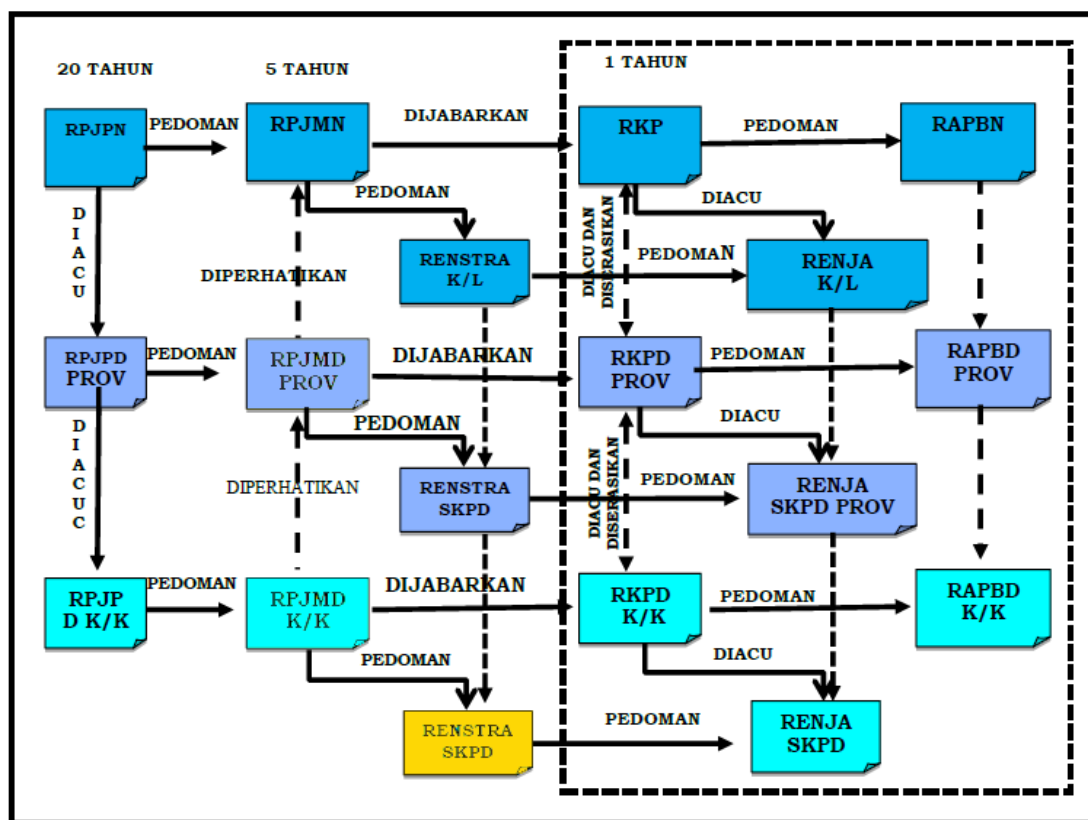 20 TAHUN
5 TAHUN
1 TAHUN
RPJPN
PEDOMAN
RPJMN
DIJABARKAN
RKP
PEDOMAN
RAPBN
PEDOMAN
DIACU
DIACU
DIPERHATIKAN
RENSTRA
K/L
PEDOMAN
DIACU DAN
DISERASIKAN
RENJA
K/L
RPJPD
PROV
PEDOMAN
RPJMD
PROV
DIJABARKAN
RKPD
PROV
PEDOMAN
RAPBD
PROV
PEDOMAN
DIACU
DIACUC
DIPERHATIKAN
RENSTRA
SKPD
PEDOMAN
DIACU DAN
DISERASIKAN
RENJA
SKPD PROV
RPJP
D K/K
PEDOMAN
RPJMD
K/K
DIJABARKAN
RKPD
K/K
PEDOMAN
RAPBD
K/K
PEDOMAN
DIACU
RENSTRA
SKPD
PEDOMAN
RENJA
SKPD